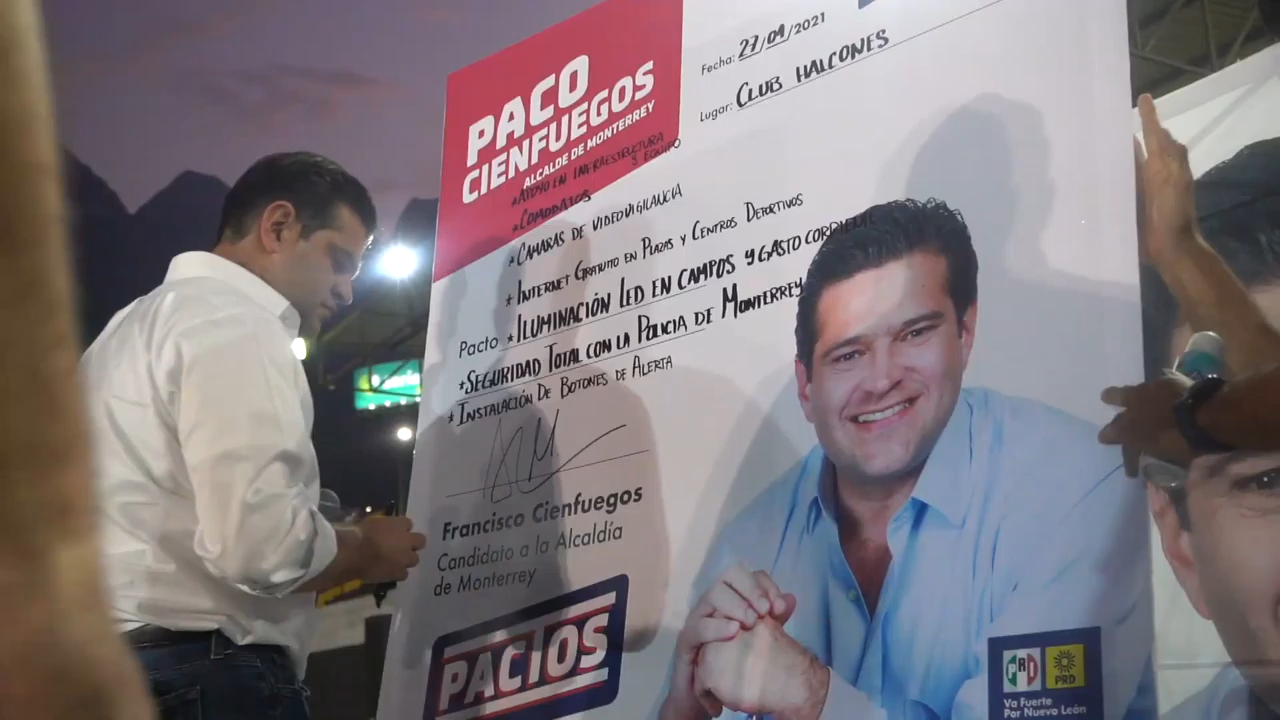 PACO
CIENFUEGOS
ALCALDE DE MONTERREY
Fecha: 27/04/2021
Lugar: CLUB HALCONES
*APOYO EN INFRAESTRUCTURA
Y EQUIPO
*COMODATOS
*CAMARAS DE VIDEOVIGILANCIA
*INTERNET GRATUITO EN PLAZAS Y CENTROS DEPORTIVOS
Pacto *ILUMINACIÓN LED EN CAMPOS Y GASTO CORRIENTE
*SEGURIDAD TOTAL CON LA POLICIA DE MONTERREY
*INSTALACIÓN DE BOTONES DE ALERTA
Francisco Cienfuegos
Candidato a la Alcaldía
de Monterrey
PACTOS
PRI
PRD
Va Fuerte
Por Nuevo León